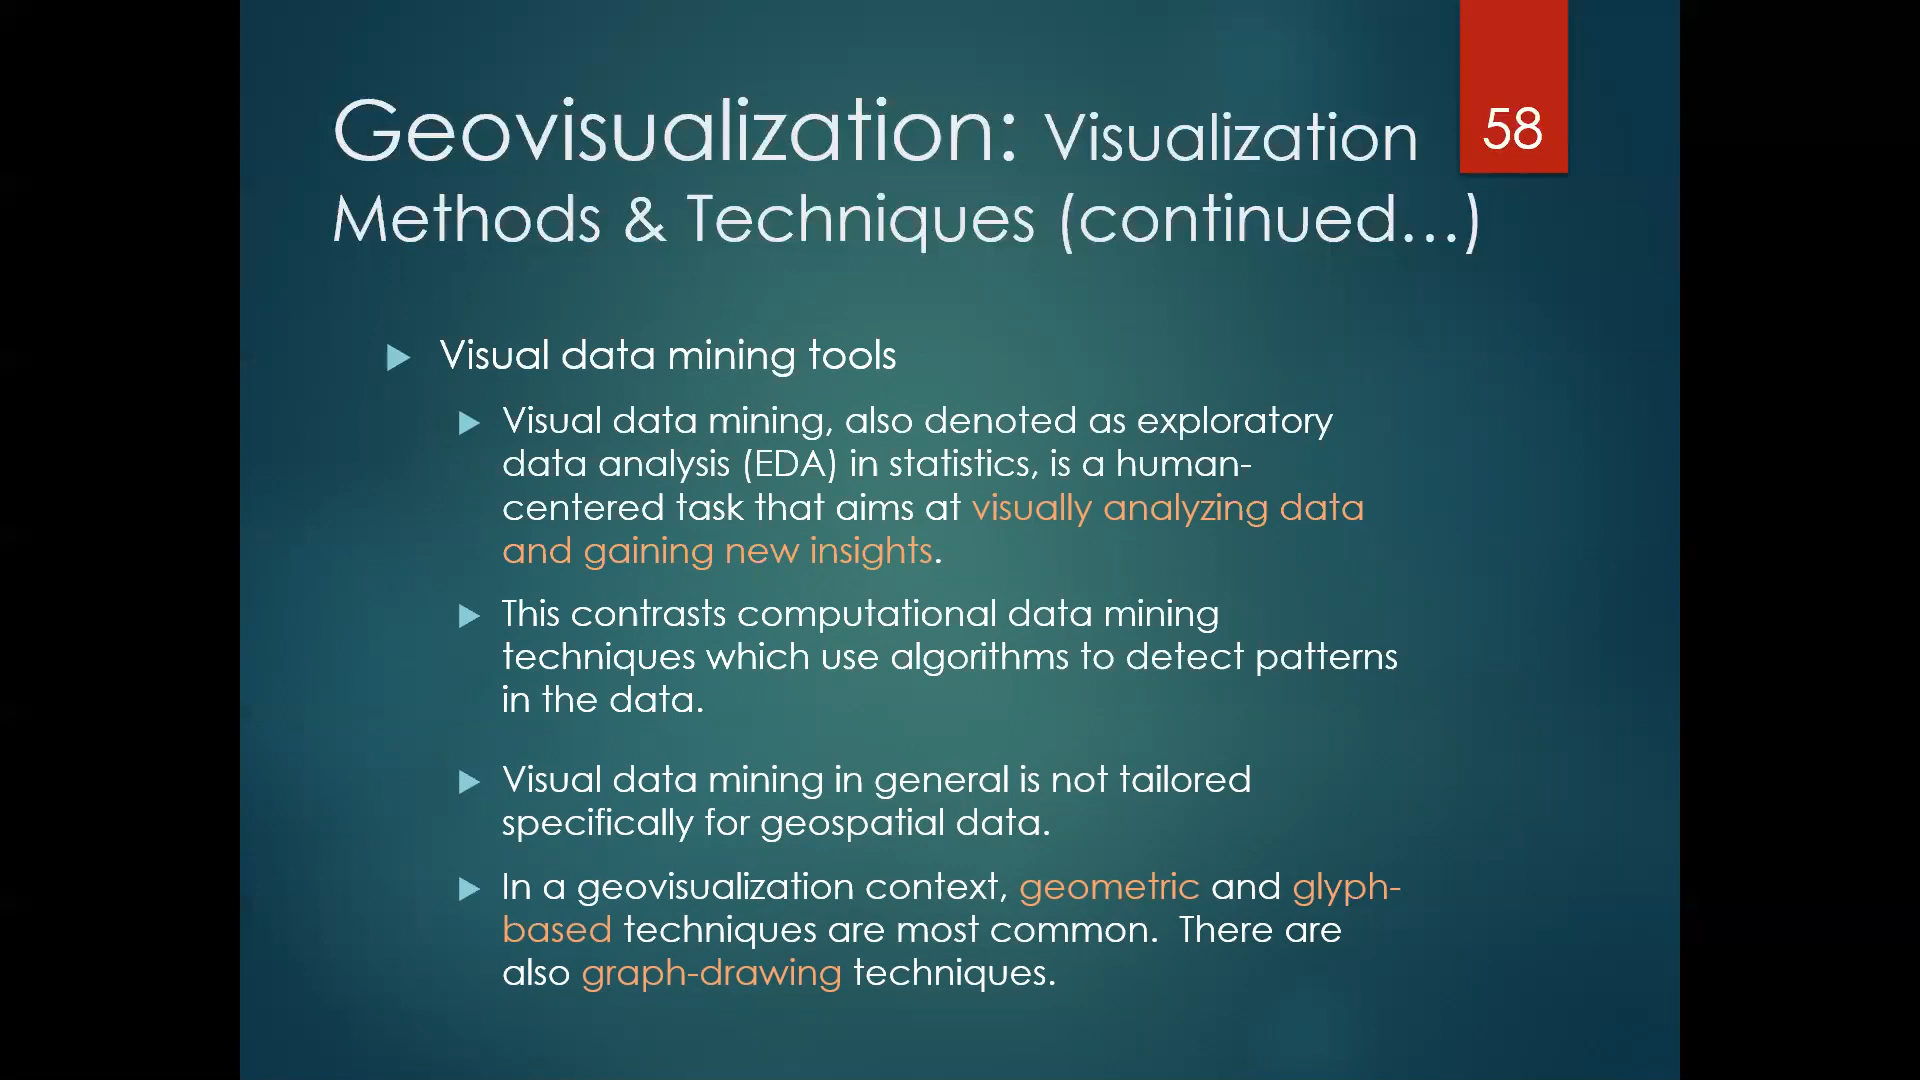 Geovisualization: Visualization
58
Methods & Techniques (continued…)
Visual data mining tools
Visual data mining, also denoted as exploratory
data analysis (EDA) in statistics, is a human-
centered task that aims at visually analyzing data
and gaining new insights.
This contrasts computational data mining
techniques which use algorithms to detect patterns
in the data.
Visual data mining in general is not tailored
specifically for geospatial data.
In a geovisualization context, geometric and glyph-
based techniques are most common.  There are
also graph-drawing techniques.